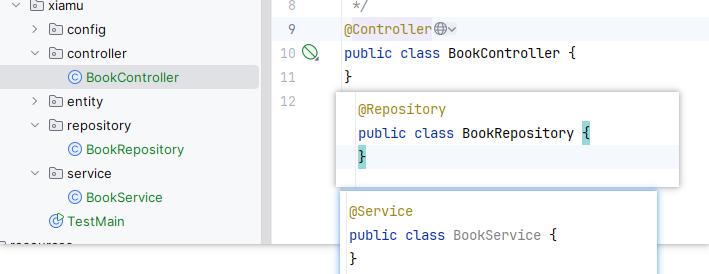 xiamu
config
controller
BookController
entity
repository
BookRepository
service
BookService
TestMain
8 */
9 @Controller
10 public class BookController {
11 }
12
@Repository
public class BookRepository {
}
@Service
public class BookService {
}